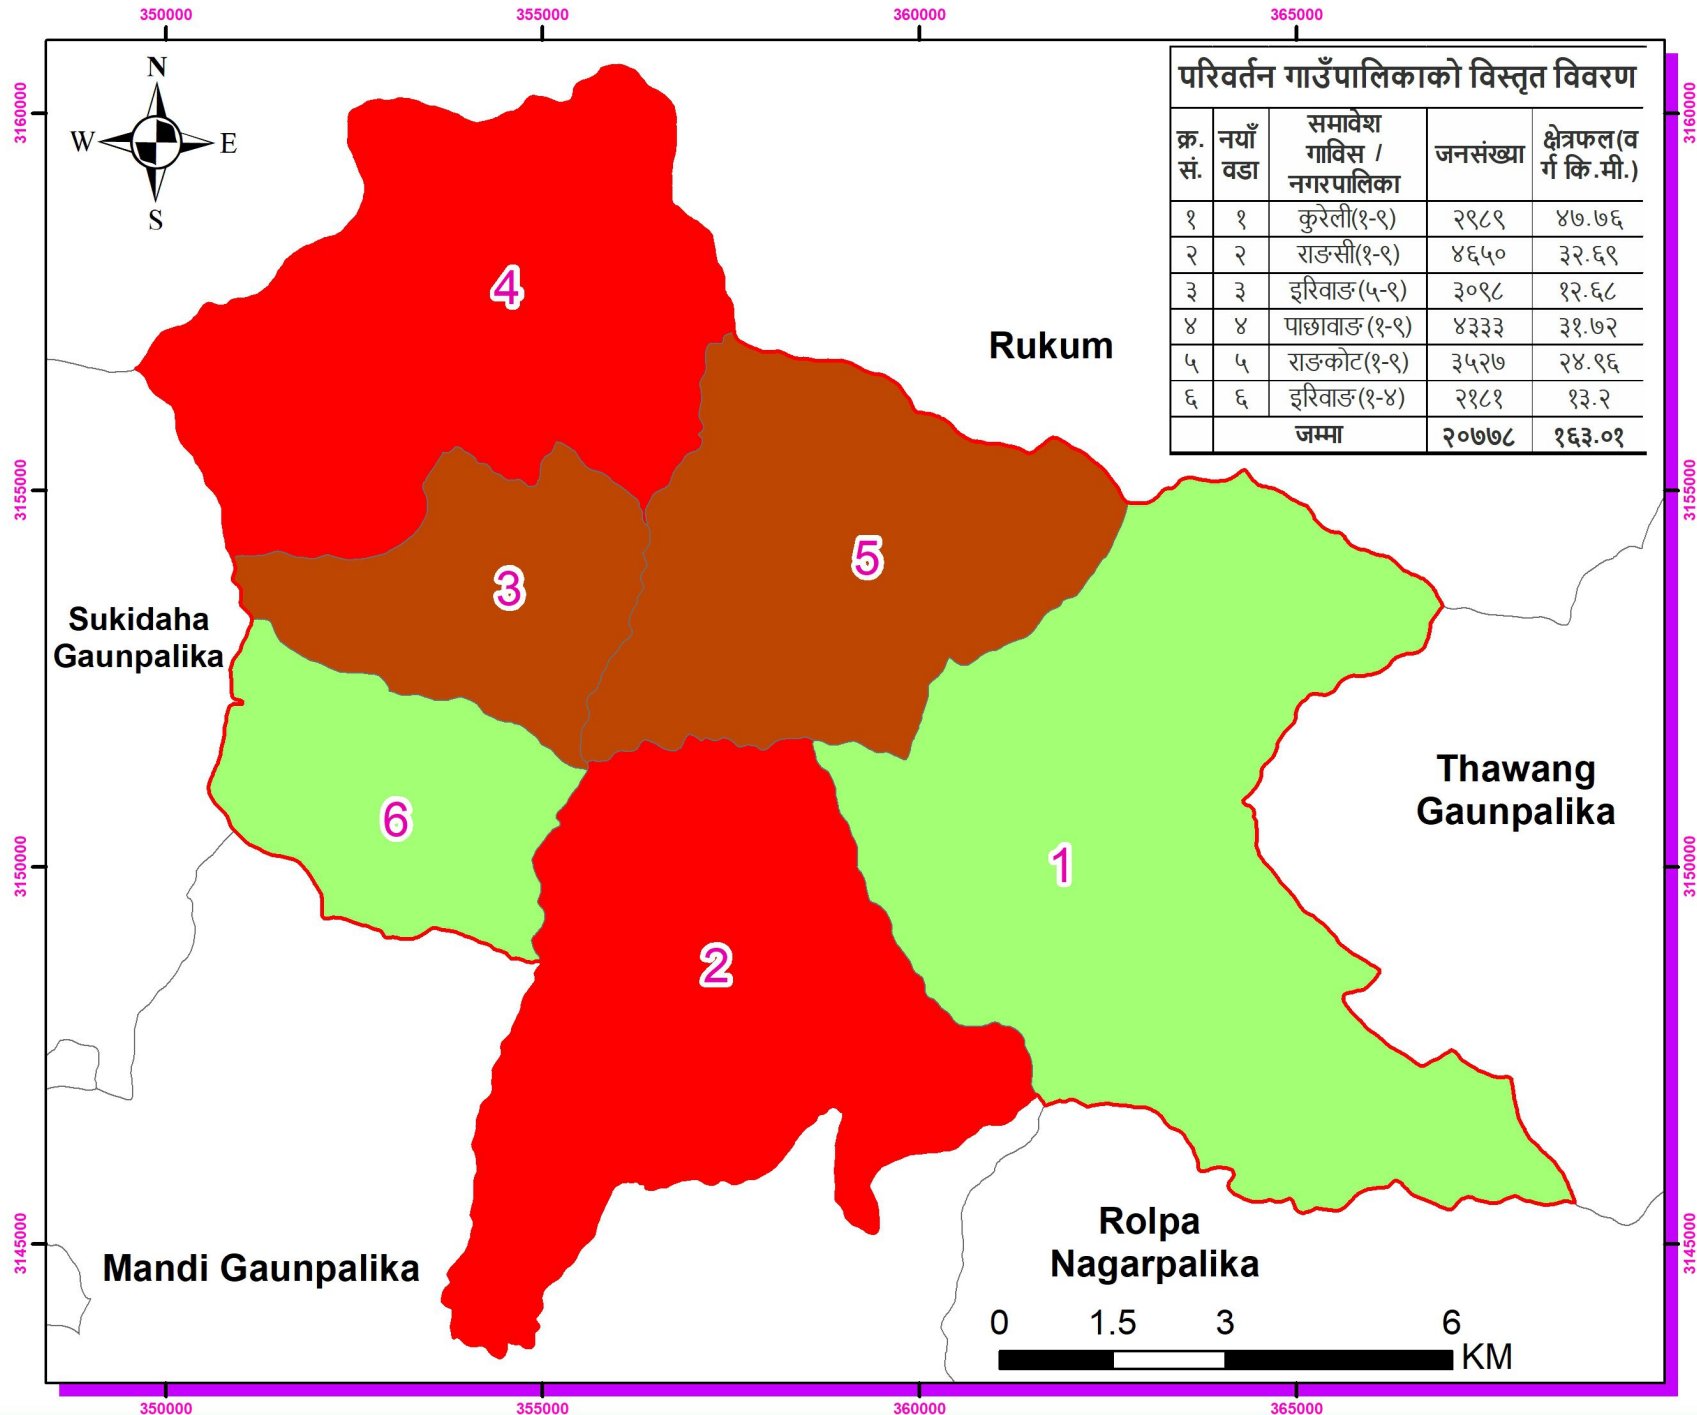 350000 355000 360000 365000
3160000
3155000
3150000
3145000
3160000
3155000
3150000
3145000
N
W E
S
परिवर्तन गाउँपालिकाको विस्तृत विवरण
क्र. सं. नयाँ वडा समावेश गाविस / नगरपालिका जनसंख्या क्षेत्रफल(वर्ग कि.मी.)
१ १ कुरेली(१-९) २९८९ ४७.७६
२ २ राङसी(१-९) ४६५० ३२.६९
३ ३ इरिवाङ(५-९) ३०९८ १२.६८
४ ४ पाछावाङ(१-९) ४३३३ ३१.७२
५ ५ राङकोट(१-९) ३५२७ २४.९६
६ ६ इरिवाङ(१-४) २१८१ १३.२
जम्मा २०७७८ १६३.०१
4
Rukum
5
3
Sukidaha
Gaunpalika
Thawang
Gaunpalika
6
1
2
Rolpa
Nagarpalika
Mandi Gaunpalika
0 1.5 3 6
KM
350000 355000 360000 365000